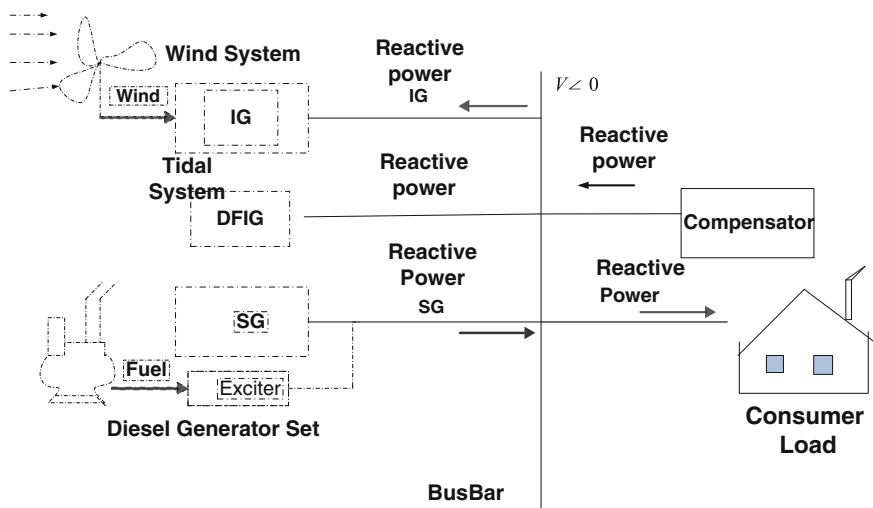 Wind System
Wind
IG
Reactive
power
IG
V∠ 0
Reactive
power
Tidal
System
DFIG
Reactive
power
Compensator
Reactive
Power
SG
SG
Reactive
Power
Fuel
Exciter
Diesel Generator Set
Consumer
Load
BusBar